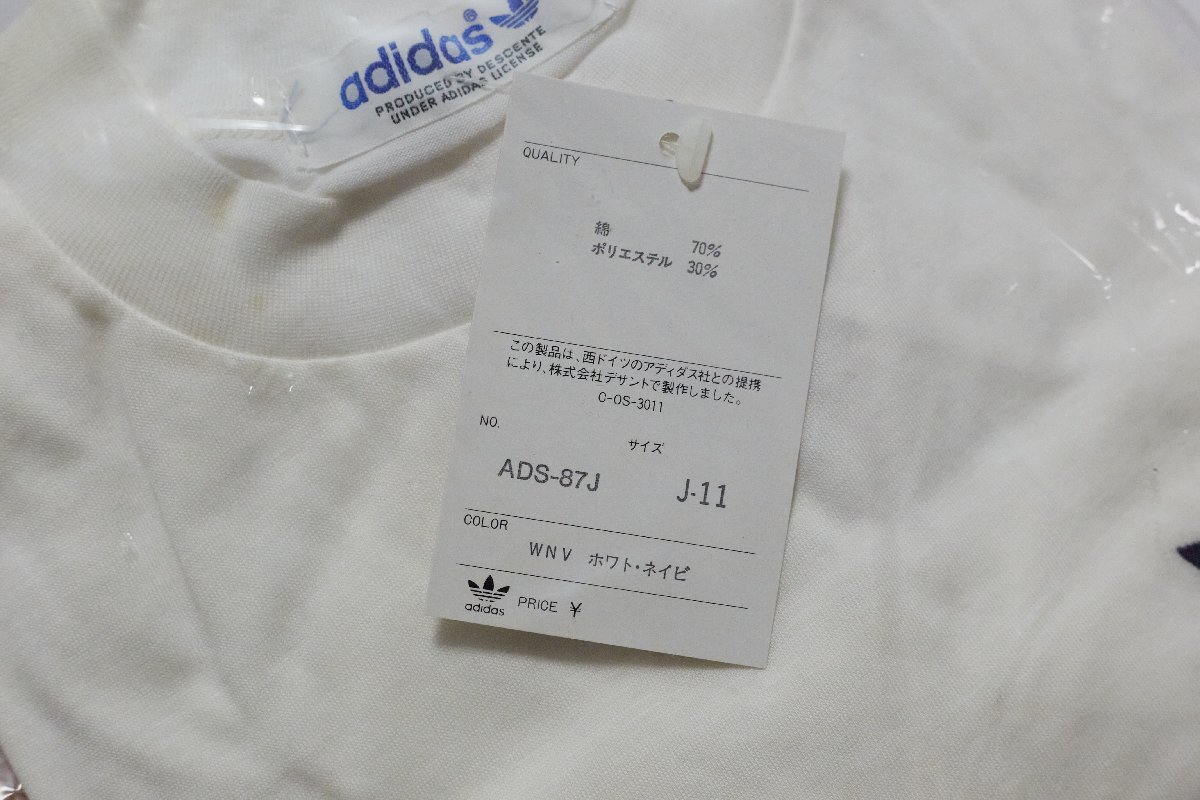 adidas®
PRODUCED BY DESCENTE
UNDER ADIDAS LICENSE
QUALITY
綿 70%
ポリエステル 30%
この製品は、西ドイツのアディダス社との提携
により、株式会社デサントで製作しました。
C-OS-3011
NO. サイズ
ADS-87J J-11
COLOR
WNV ホワト・ネイビ
adidas PRICE ¥